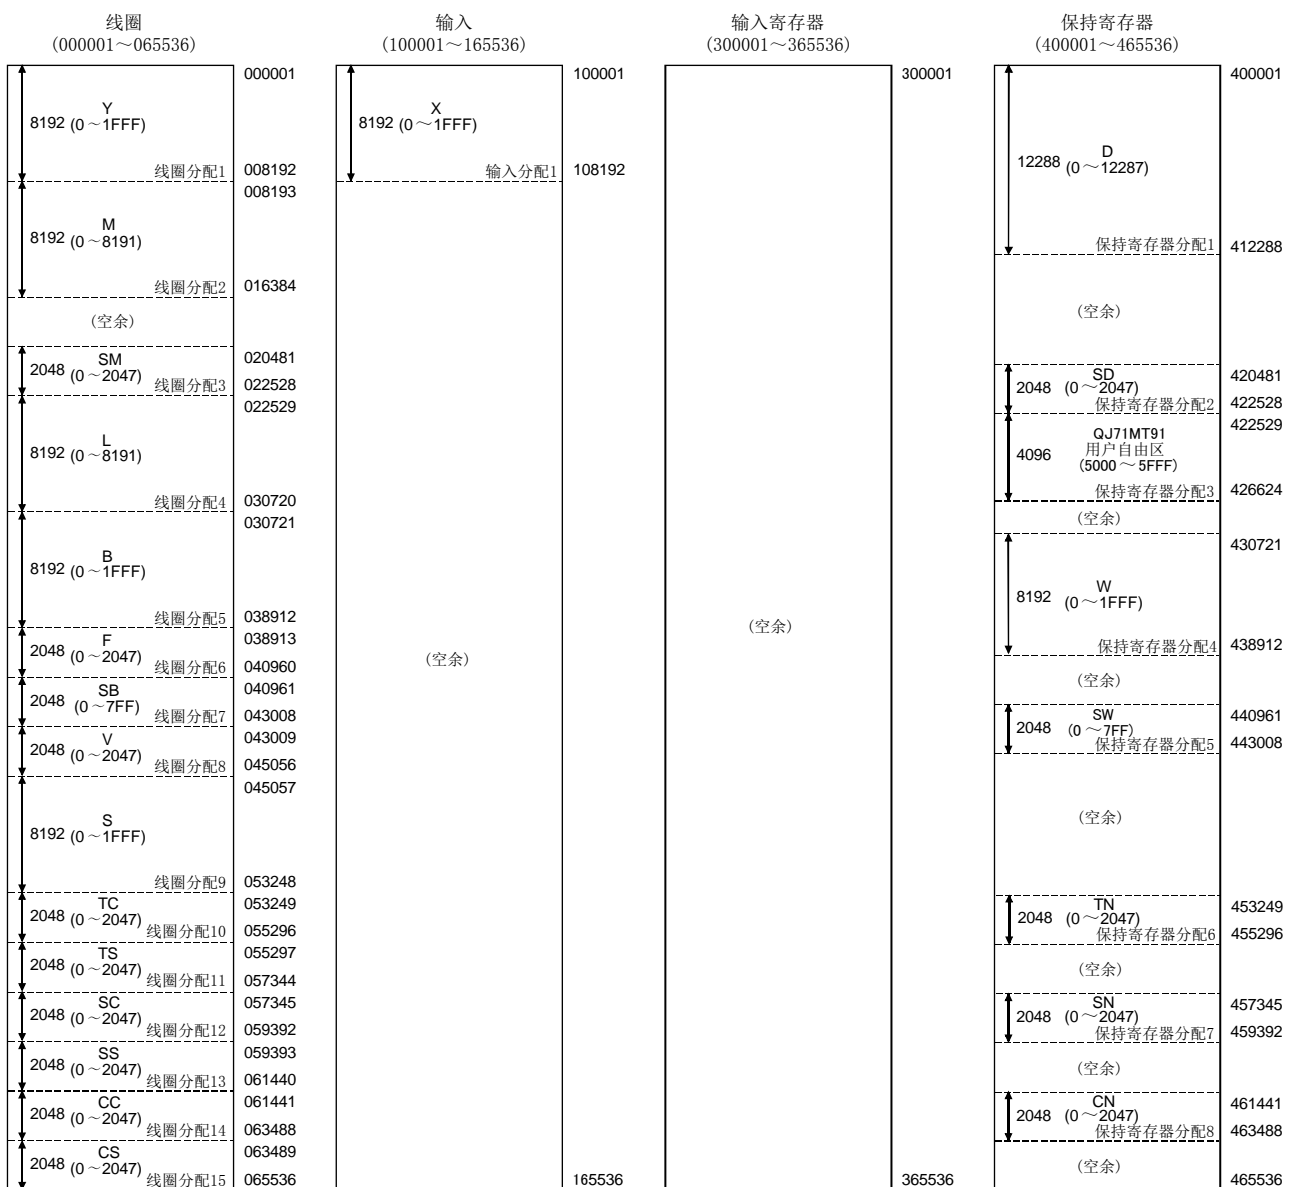 线圈
(000001～065536)
000001
Y
8192 (0～1FFF)
线圈分配1
008192
008193
M
8192 (0～8191)
线圈分配2
016384
(空余)
020481
SM
2048 (0～2047)
线圈分配3
022528
022529
L
8192 (0～8191)
线圈分配4
030720
030721
B
8192 (0～1FFF)
线圈分配5
038912
038913
F
2048 (0～2047)
线圈分配6
040960
040961
SB
2048 (0～7FF)
线圈分配7
043008
043009
V
2048 (0～2047)
线圈分配8
045056
045057
S
8192 (0～1FFF)
线圈分配9
053248
053249
TC
2048 (0～2047)
线圈分配10
055296
055297
TS
2048 (0～2047)
线圈分配11
057344
057345
SC
2048 (0～2047)
线圈分配12
059392
059393
SS
2048 (0～2047)
线圈分配13
061440
061441
CC
2048 (0～2047)
线圈分配14
063488
063489
CS
2048 (0～2047)
线圈分配15
065536
输入
(100001～165536)
100001
X
8192 (0～1FFF)
输入分配1
108192
(空余)
165536
输入寄存器
(300001～365536)
300001
(空余)
365536
保持寄存器
(400001～465536)
400001
D
12288 (0～12287)
保持寄存器分配1
412288
(空余)
420481
SD
2048 (0～2047)
保持寄存器分配2
422528
422529
QJ71MT91
用户自由区
4096
(5000～5FFF)
保持寄存器分配3
426624
(空余)
430721
W
8192 (0～1FFF)
保持寄存器分配4
438912
(空余)
440961
SW
2048 (0～7FF)
保持寄存器分配5
443008
(空余)
453249
TN
2048 (0～2047)
保持寄存器分配6
455296
(空余)
457345
SN
2048 (0～2047)
保持寄存器分配7
459392
(空余)
461441
CN
2048 (0～2047)
保持寄存器分配8
463488
(空余)
465536